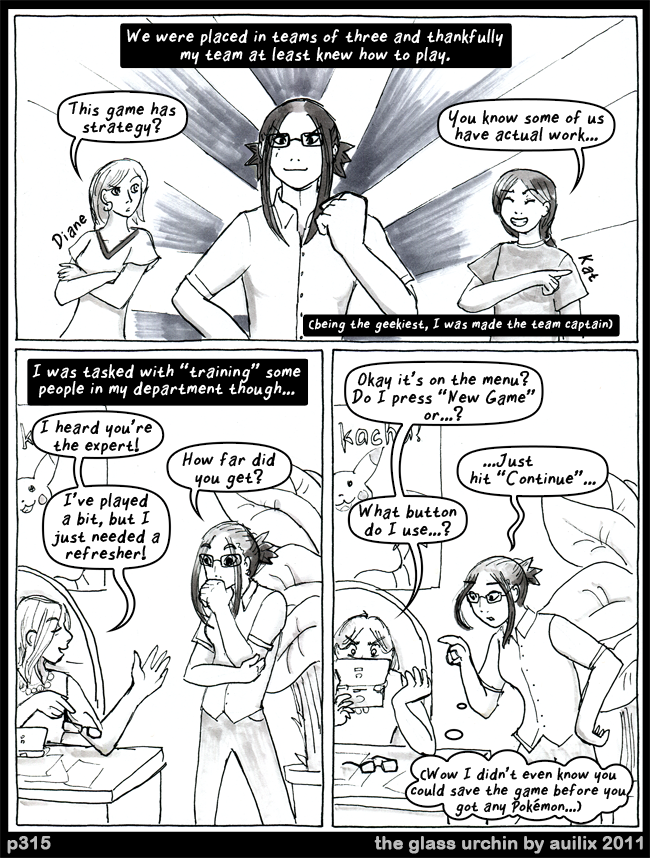 We were placed in teams of three and thankfully
my team at least knew how to play.
This game has
strategy?
You know some of us
have actual work...
Diane
Kat
(being the geekiest, I was made the team captain)
I was tasked with "training" some
people in my department though...
I heard you're
the expert!
How far did
you get?
I've played
a bit, but I
just needed a
refresher!
Okay it's on the menu?
Do I press "New Game"
or...?
...Just
hit "Continue"...
What button
do I use...?
(Wow I didn't even know you
could save the game before you
got any Pokémon...)
p315
the glass urchin by auilix 2011